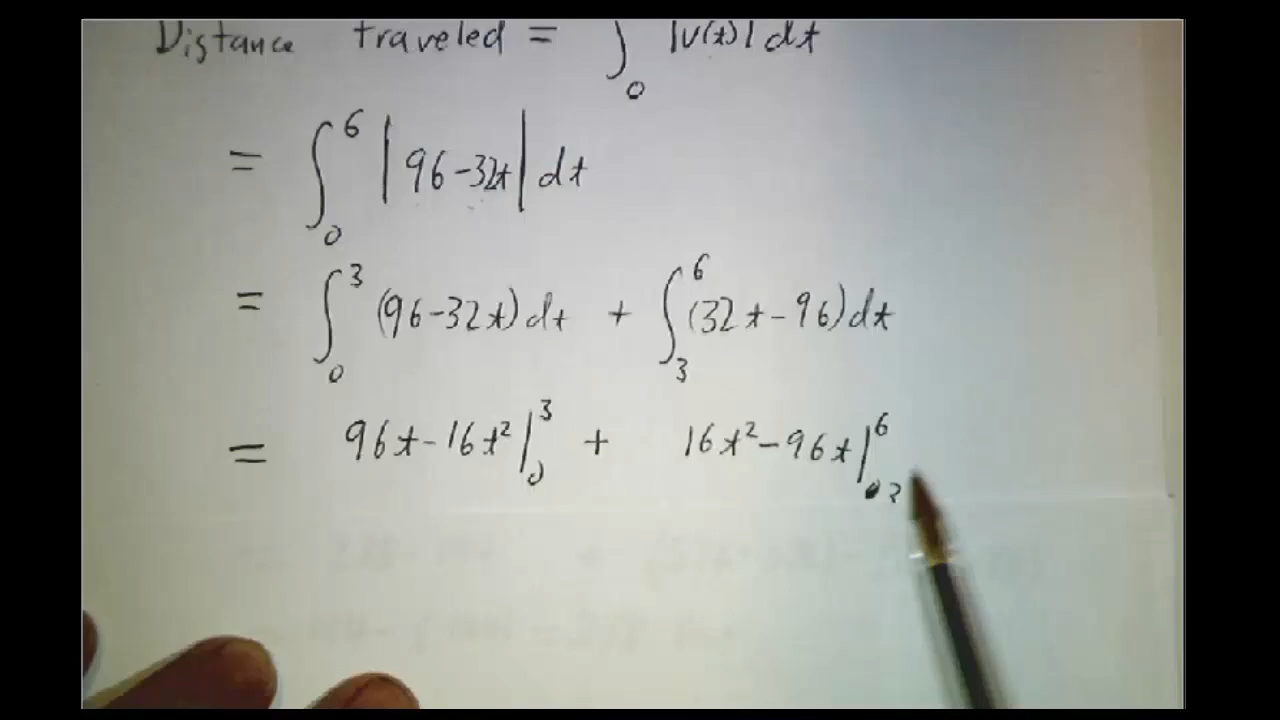 Distance traveled = ∫₀ |v(t)| dt
= ∫₀⁶ |96-32t| dt
= ∫₀³ (96-32t) dt + ∫₃⁶ (32t-96) dt
= 96t-16t² |₀³ + 16t²-96t |₃⁶